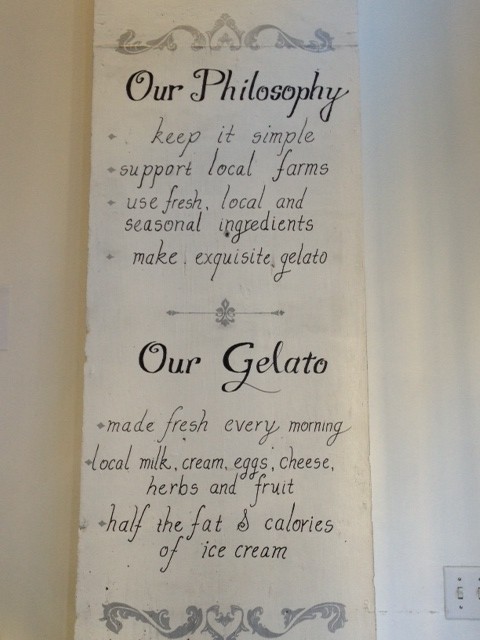 Our Philosophy
keep it simple
support local farms
use fresh, local and
seasonal ingredients
make exquisite gelato
Our Gelato
made fresh every morning
local milk, cream, eggs, cheese,
herbs and fruit
half the fat & calories
of ice cream